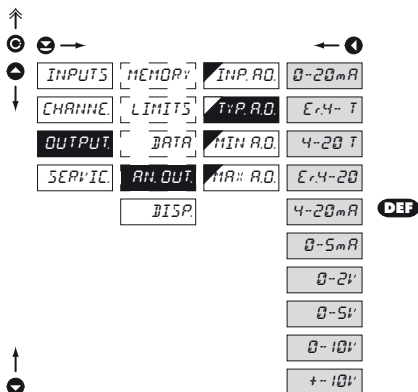 INPUTS MEMORY INP. A.O. 0-20mA
CHANNE. LIMITS TYP. A.O. Er.4- T
OUTPUT. DATA MIN A.O. 4-20 T
SERVIC. AN. OUT. MAX A.O. Er.4-20
DISP. 4-20mA DEF
0-5mA
0-2V
0-5V
0-10V
+-10V